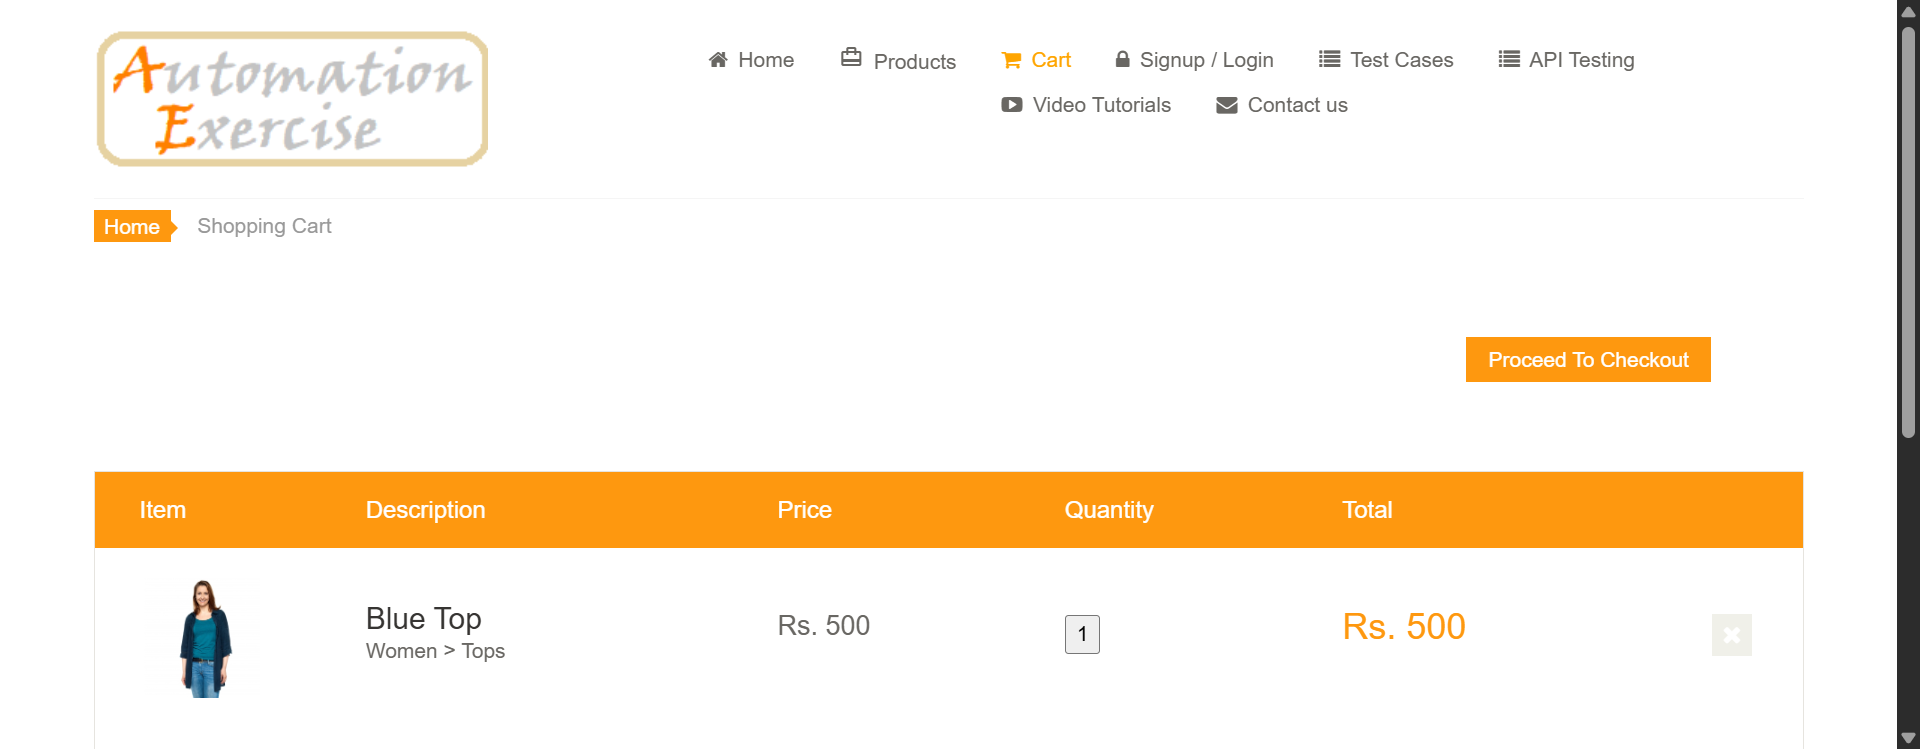 Automation
Exercise
Home Products Cart Signup / Login Test Cases API Testing
Video Tutorials Contact us
Home Shopping Cart
Proceed To Checkout
Item Description Price Quantity Total
Blue Top Rs. 500 1 Rs. 500
Women > Tops